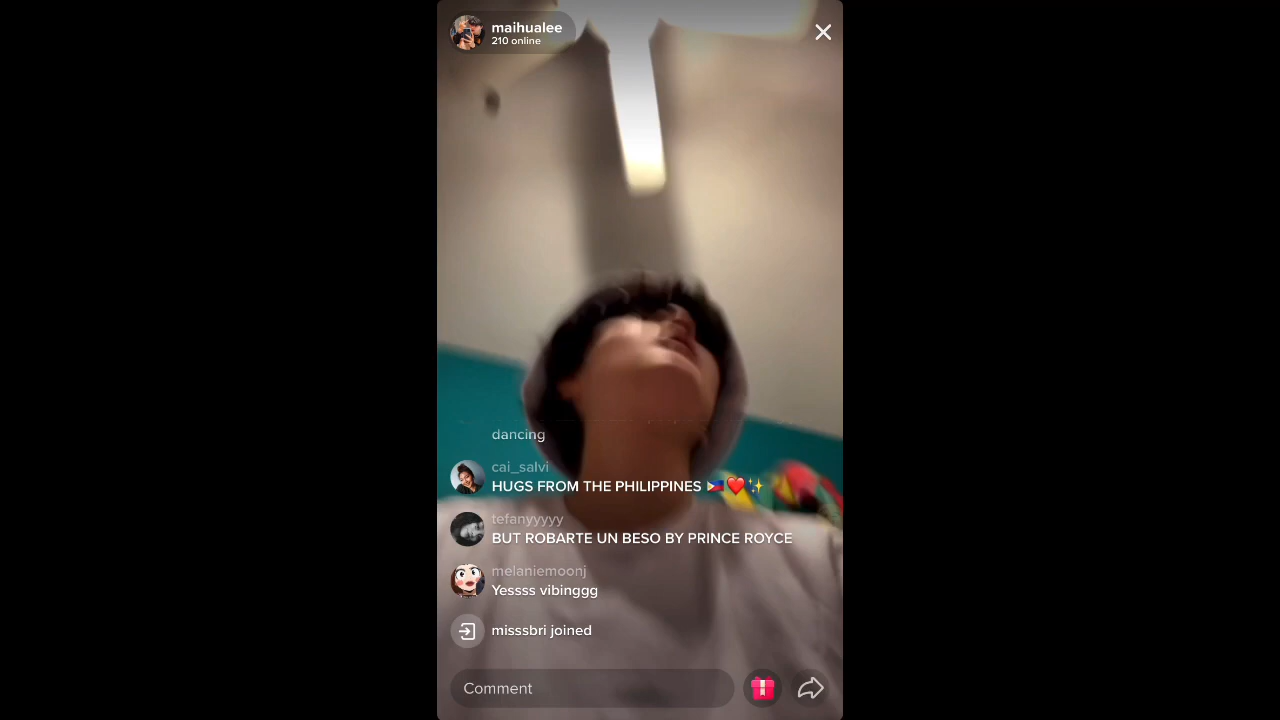 maihualee
210 online
dancing
cai_salvi
HUGS FROM THE PHILIPPINES 🇵🇭❤️✨
tefanyyyyy
BUT ROBARTE UN BESO BY PRINCE ROYCE
melaniemoonj
Yessss vibinggg
misssbri joined
Comment